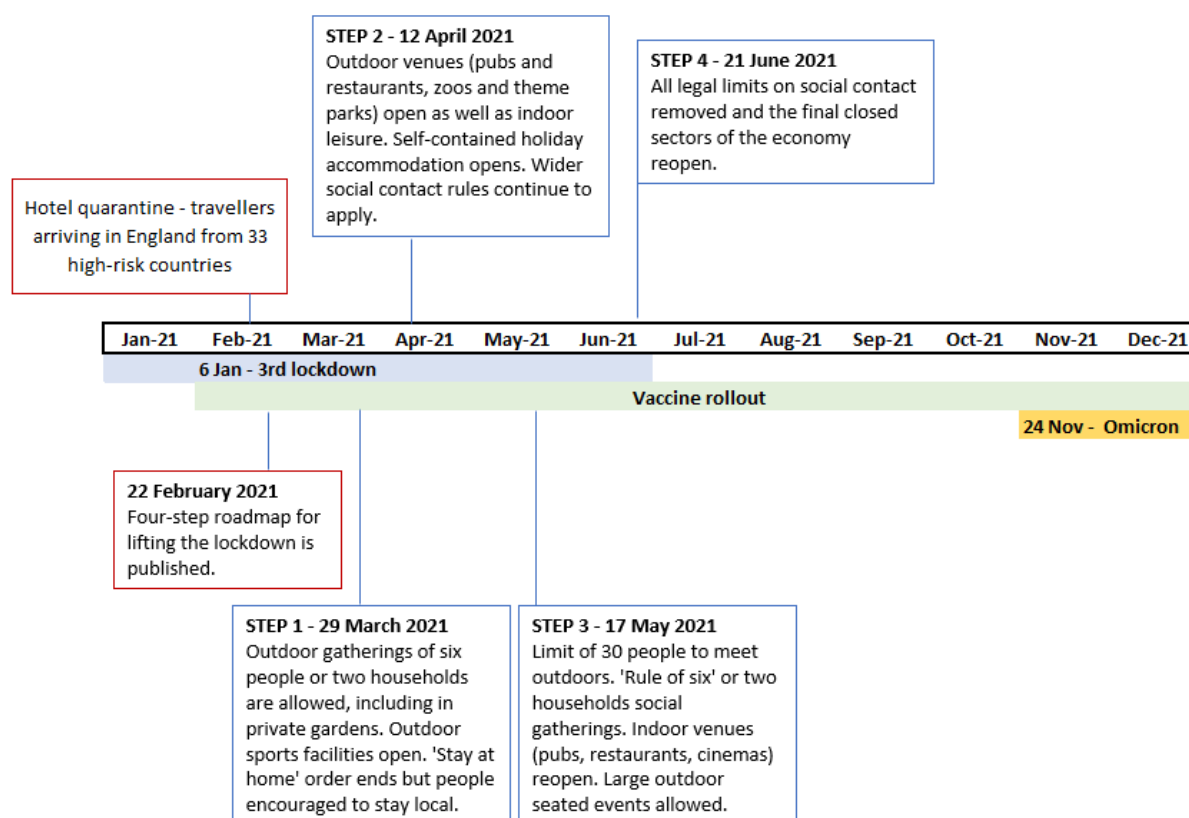 STEP 2 - 12 April 2021
Outdoor venues (pubs and
restaurants, zoos and theme
parks) open as well as indoor
leisure. Self-contained holiday
accommodation opens. Wider
social contact rules continue to
apply.
STEP 4 - 21 June 2021
All legal limits on social contact
removed and the final closed
sectors of the economy
reopen.
Hotel quarantine - travellers
arriving in England from 33
high-risk countries
Jan-21 Feb-21 Mar-21 Apr-21 May-21 Jun-21 Jul-21 Aug-21 Sep-21 Oct-21 Nov-21 Dec-21
6 Jan - 3rd lockdown
Vaccine rollout
24 Nov - Omicron
22 February 2021
Four-step roadmap for
lifting the lockdown is
published.
STEP 1 - 29 March 2021
Outdoor gatherings of six
people or two households
are allowed, including in
private gardens. Outdoor
sports facilities open. 'Stay at
home' order ends but people
encouraged to stay local.
STEP 3 - 17 May 2021
Limit of 30 people to meet
outdoors. 'Rule of six' or two
households social
gatherings. Indoor venues
(pubs, restaurants, cinemas)
reopen. Large outdoor
seated events allowed.